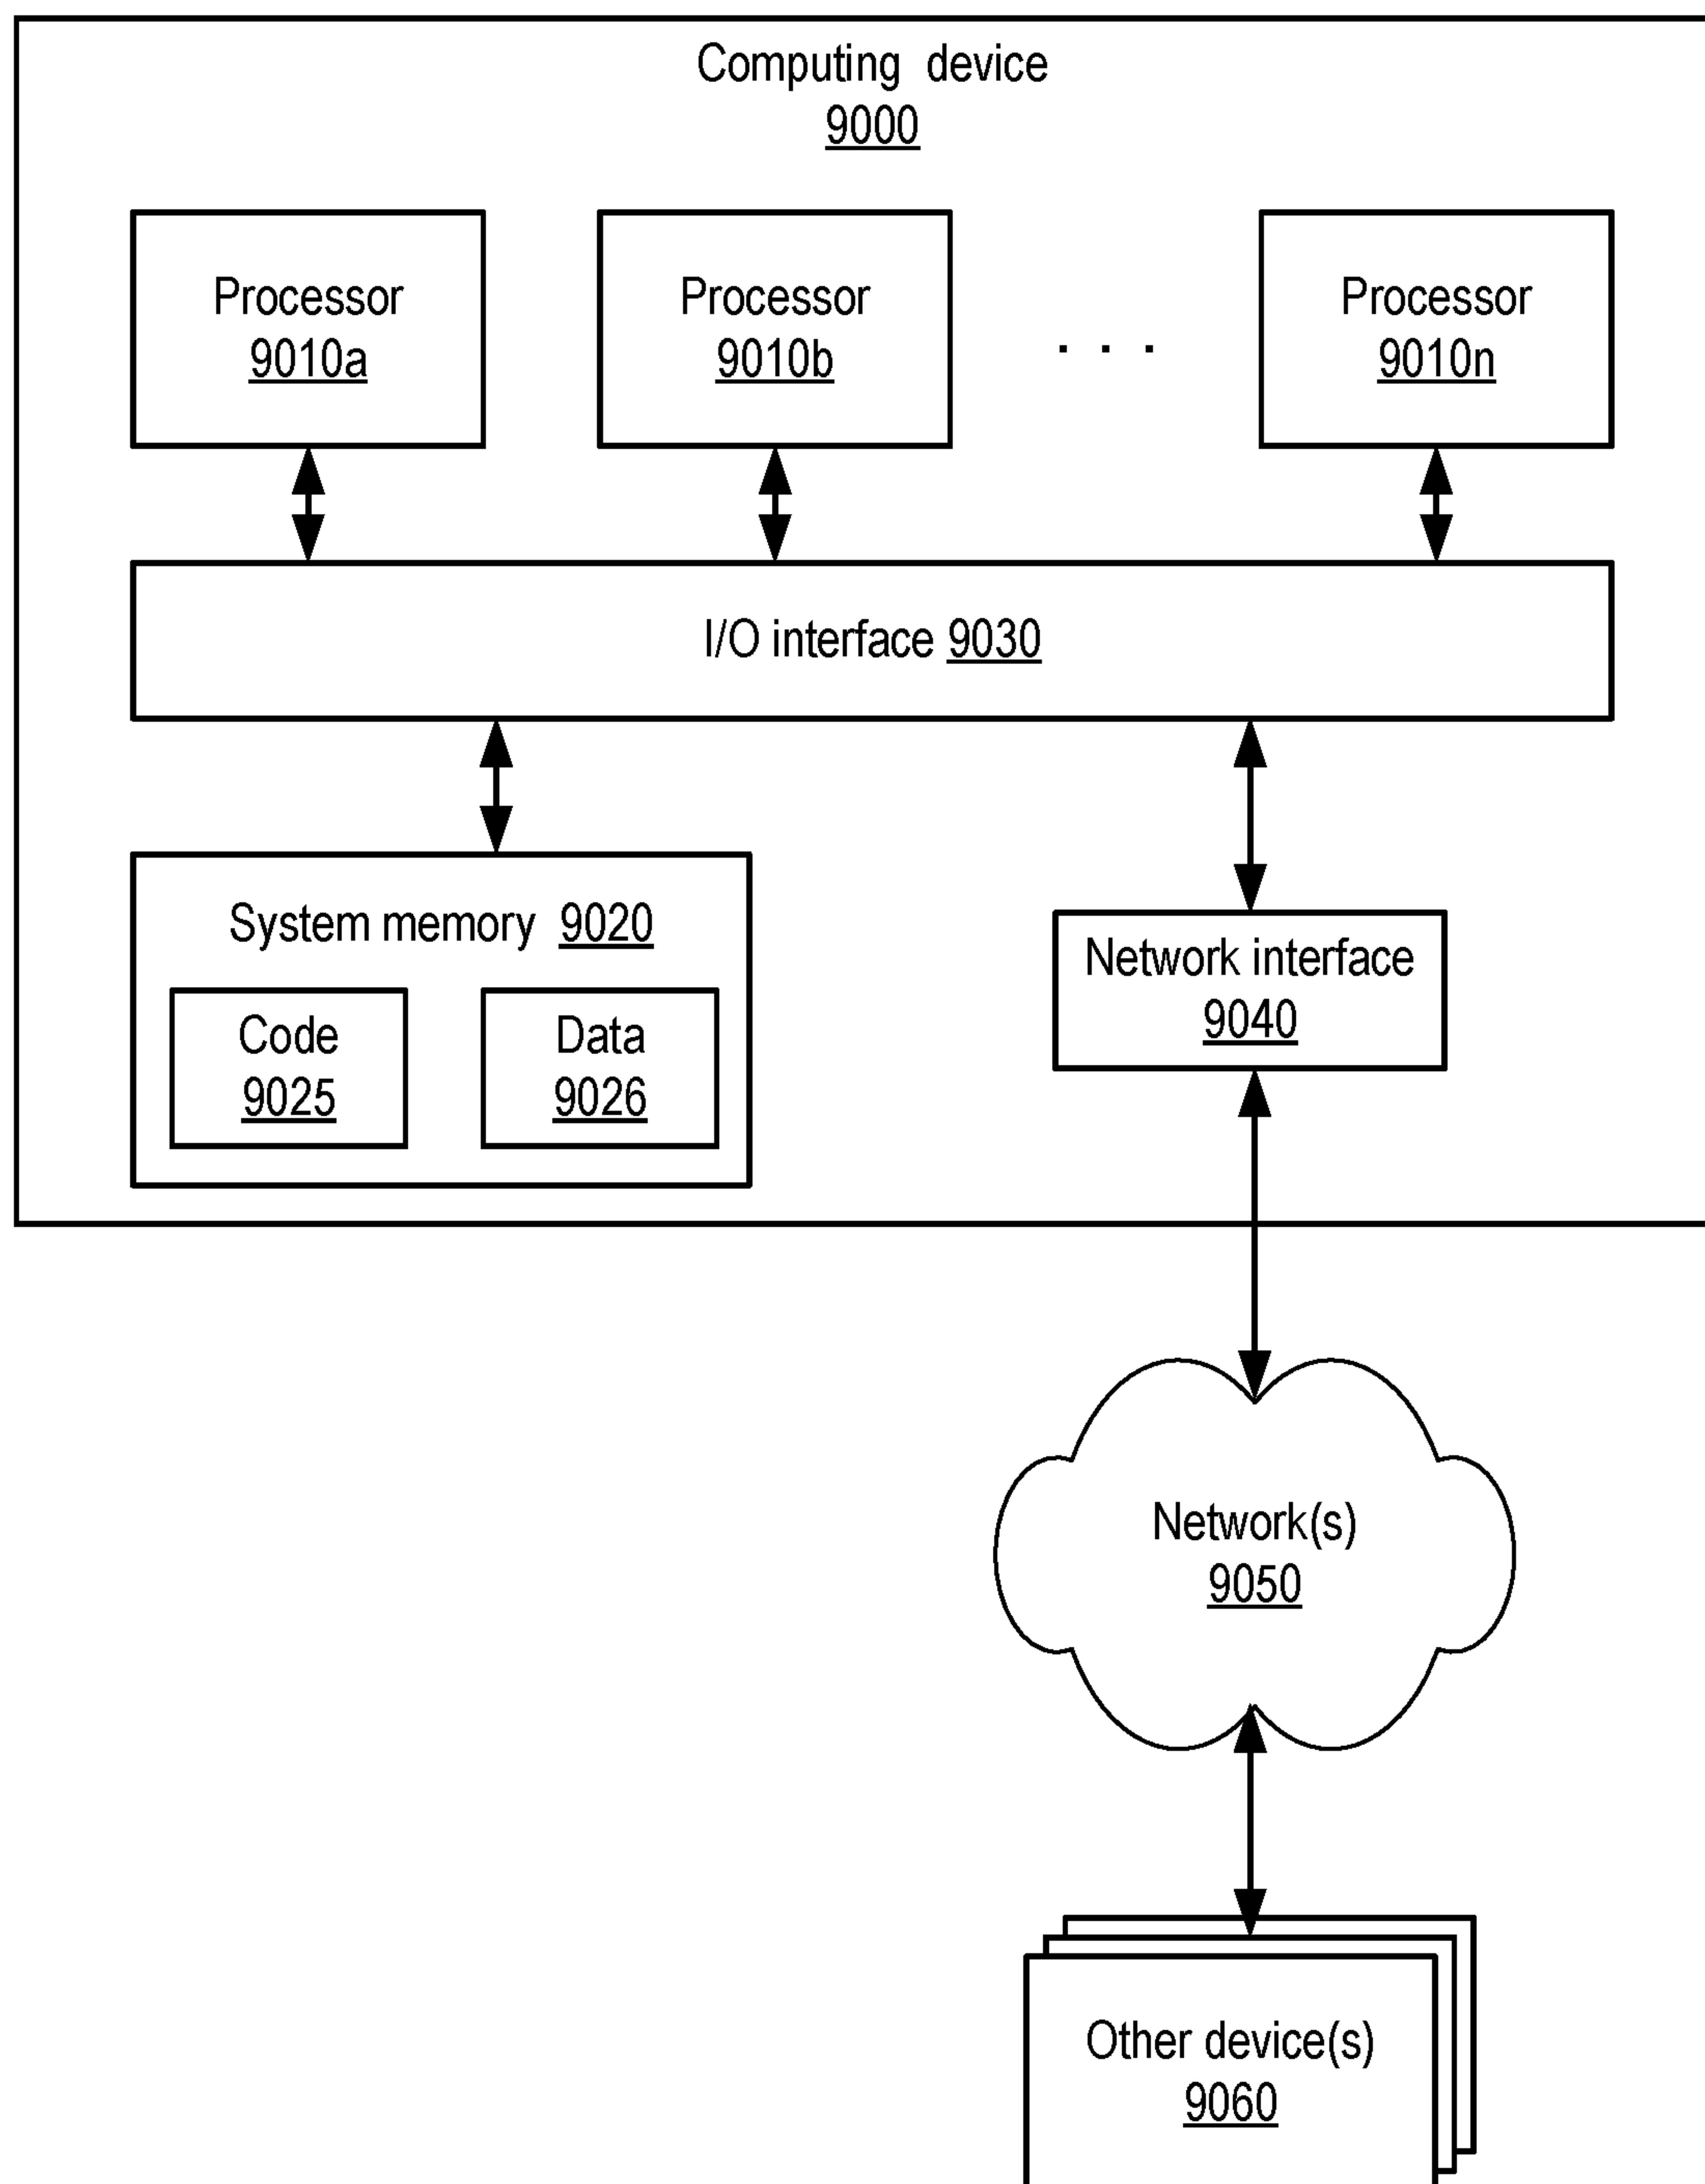 Computing device
9000
Processor
9010a
Processor
9010b
. . .
Processor
9010n
I/O interface 9030
System memory 9020
Code
9025
Data
9026
Network interface
9040
Network(s)
9050
Other device(s)
9060